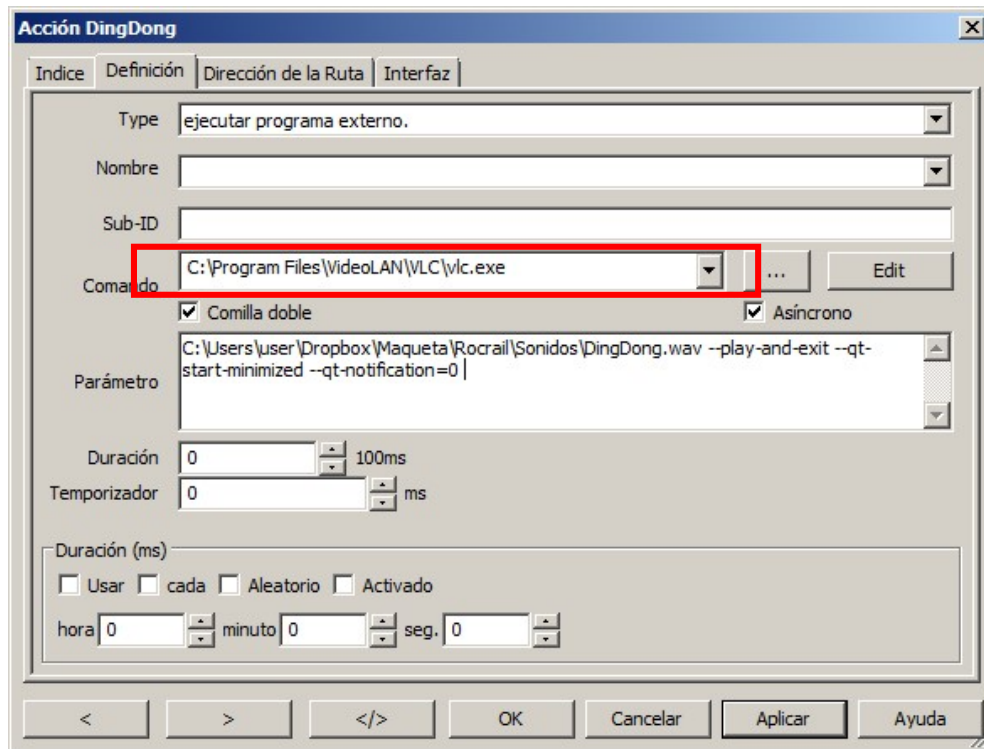 Acción DingDong
Indice Definición Dirección de la Ruta Interfaz
Type ejecutar programa externo.
Nombre
Sub-ID
Comando C:\Program Files\VideoLAN\VLC\vlc.exe ... Edit
Comilla doble Asíncrono
Parámetro C:\Users\user\Dropbox\Maqueta\Rocrail\Sonidos\DingDong.wav --play-and-exit --qt-
start-minimized --qt-notification=0
Duración 0 100ms
Temporizador 0 ms
Duración (ms)
Usar cada Aleatorio Activado
hora 0 minuto 0 seg. 0
< > </> OK Cancelar Aplicar Ayuda